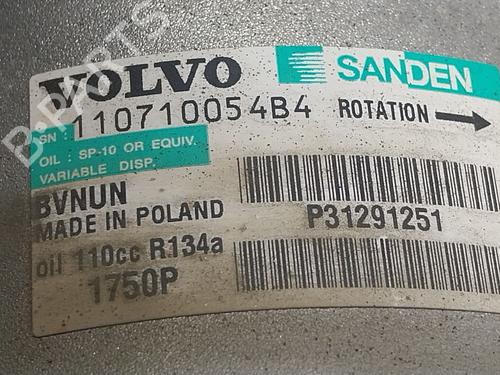 VOLVO
SANDEN
SN : 110710054B4
ROTATION
OIL : SP-10 OR EQUIV.
VARIABLE DISP.
BVNUN
MADE IN POLAND
P31291251
oil 110cc R134a
1750P
B-PARTS